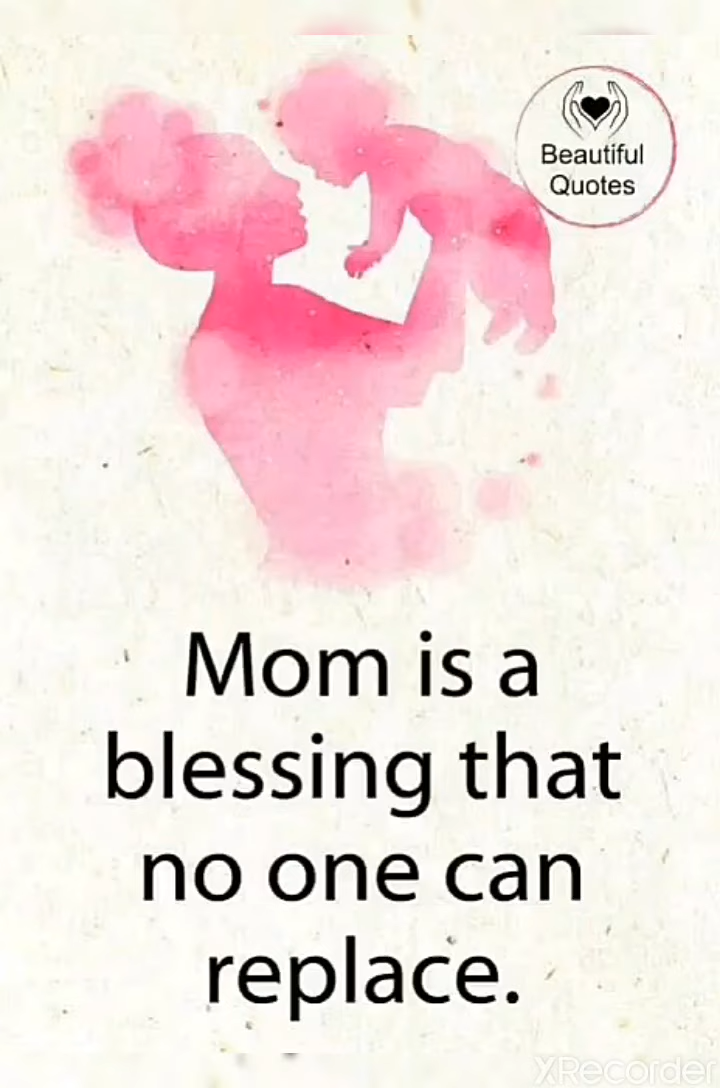 Beautiful
Quotes
Mom is a
blessing that
no one can
replace.
XRecorder